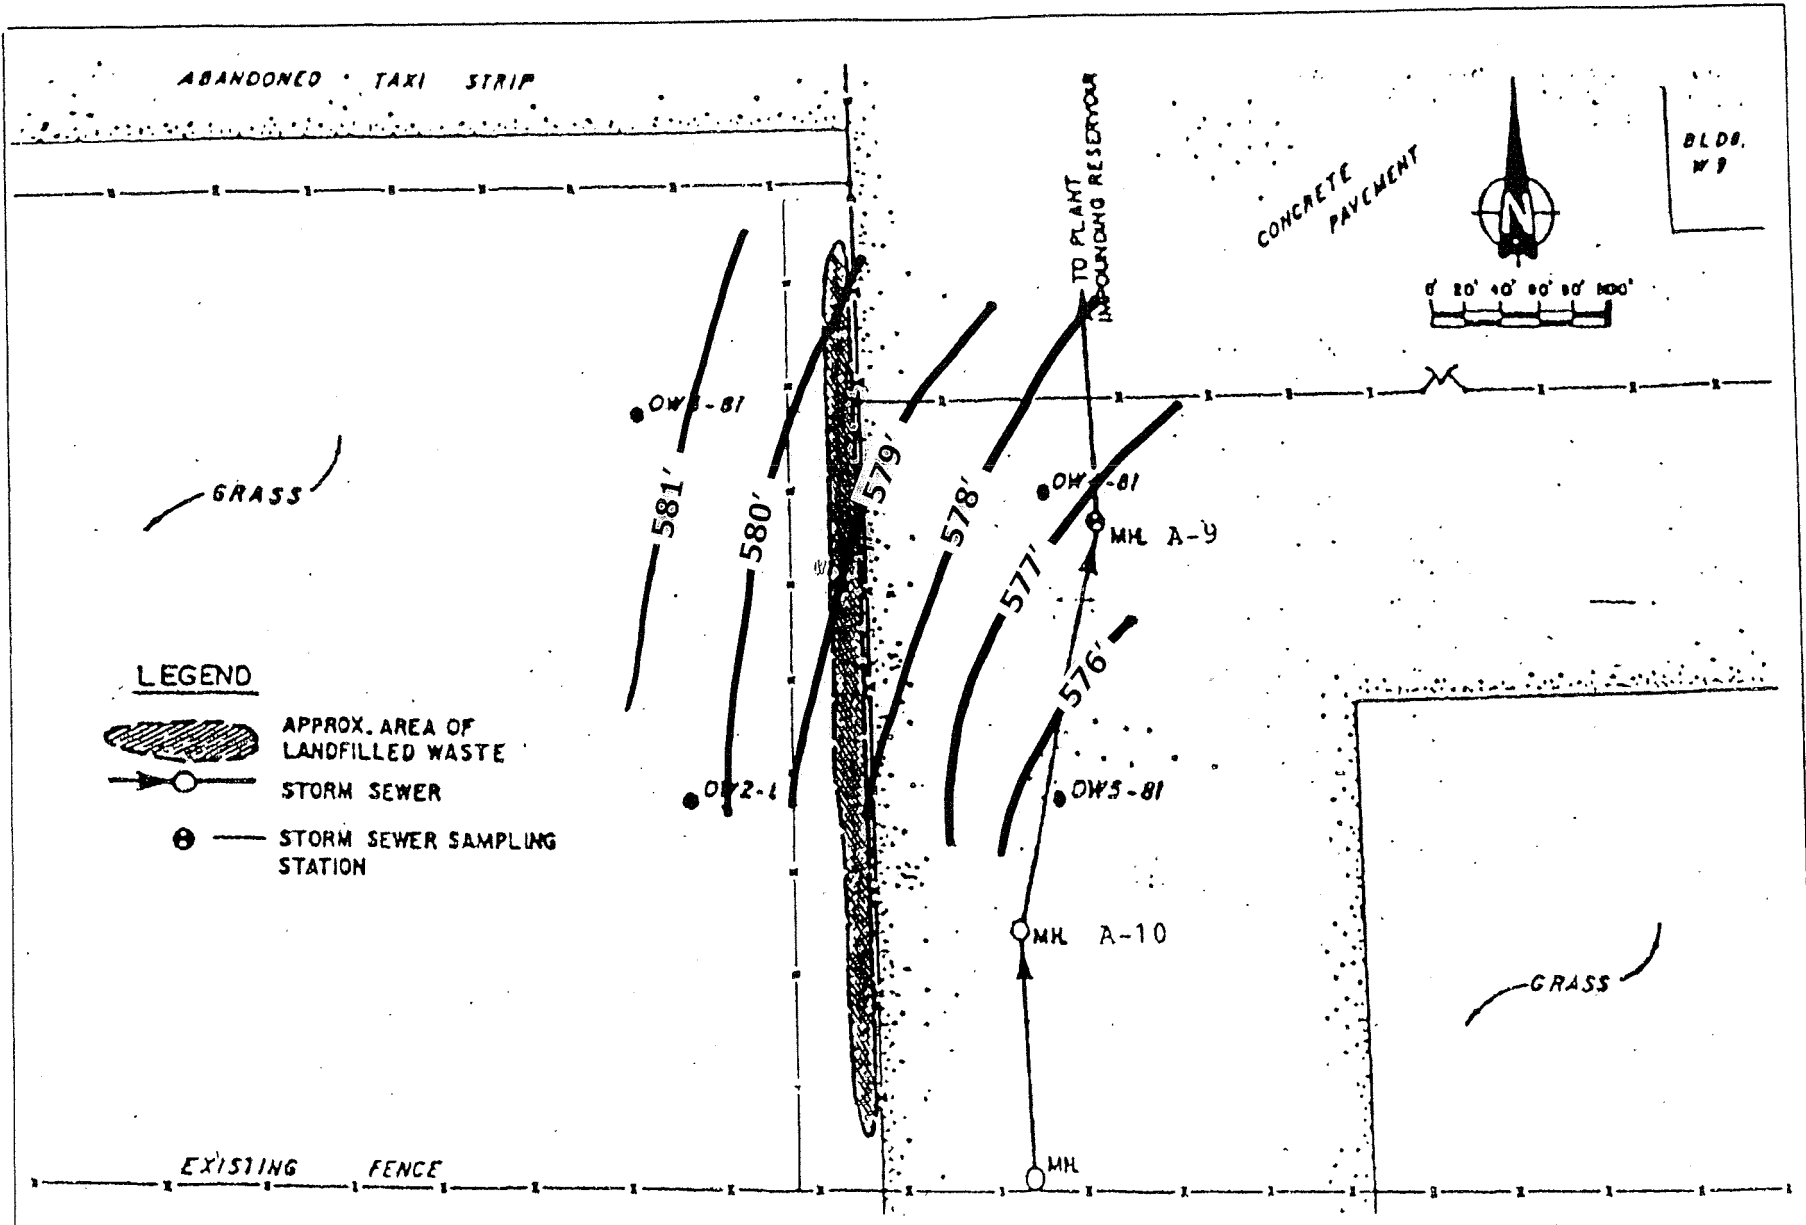 ABANDONED TAXI STRIP
TO PLANT
IMPOUNDING RESERVYOUR
CONCRETE
PAVEMENT
BLDG.
W 9
N
0' 20' 40' 60' 80' 100'
GRASS
581'
580'
579'
578'
577'
576'
MH. A-9
OW5-81
MH. A-10
MH.
GRASS
LEGEND
APPROX. AREA OF
LANDFILLED WASTE
STORM SEWER
STORM SEWER SAMPLING
STATION
EXISTING FENCE